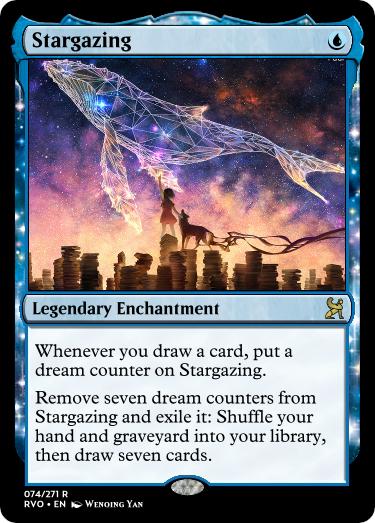 Stargazing
Legendary Enchantment
Whenever you draw a card, put a
dream counter on Stargazing.
Remove seven dream counters from
Stargazing and exile it: Shuffle your
hand and graveyard into your library,
then draw seven cards.
074/271 R
RVO • EN Wenqing Yan